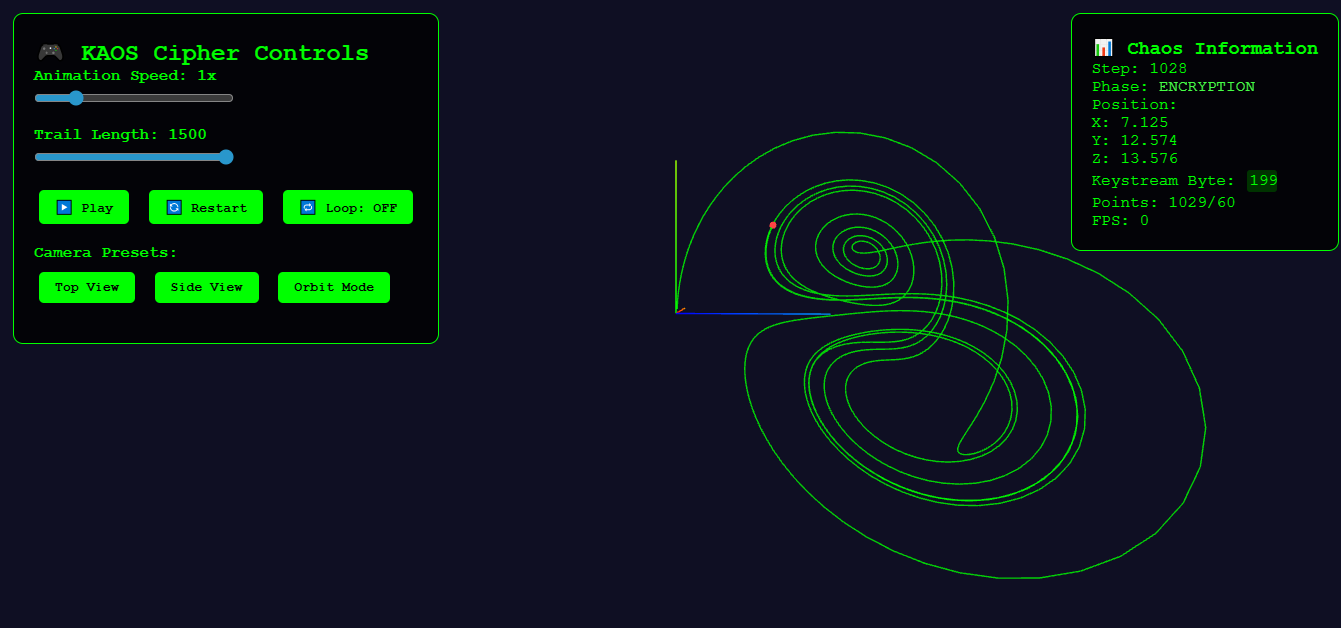 KAOS Cipher Controls
Animation Speed: 1x
Trail Length: 1500
Play Restart Loop: OFF
Camera Presets:
Top View Side View Orbit Mode
Chaos Information
Step: 1028
Phase: ENCRYPTION
Position:
X: 7.125
Y: 12.574
Z: 13.576
Keystream Byte: 199
Points: 1029/60
FPS: 0